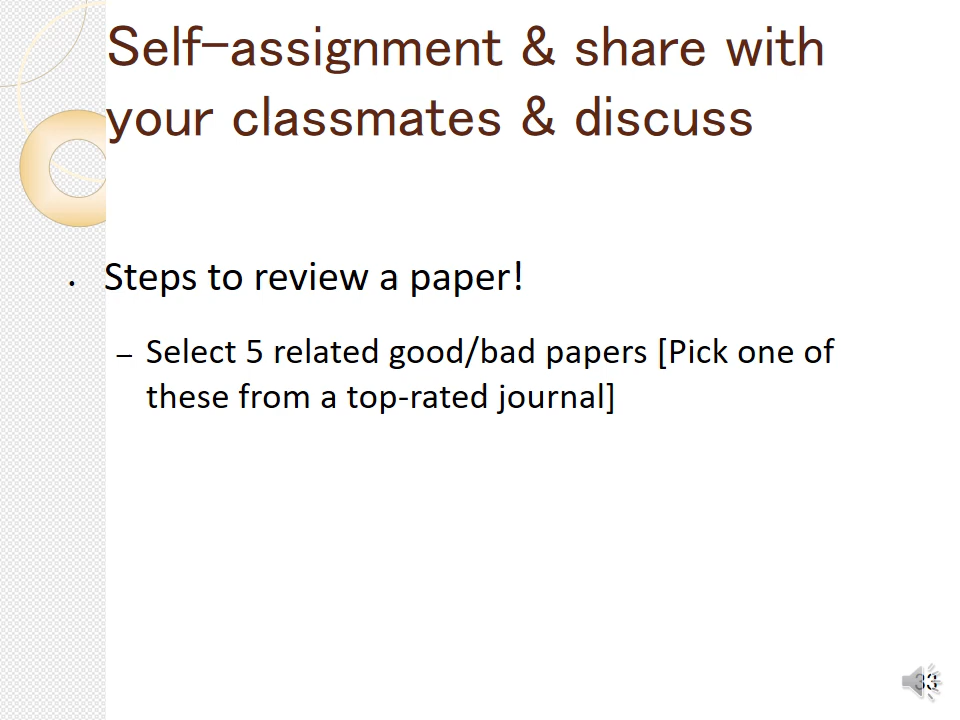 Self-assignment & share with
your classmates & discuss
• Steps to review a paper!
– Select 5 related good/bad papers [Pick one of
these from a top-rated journal]
33